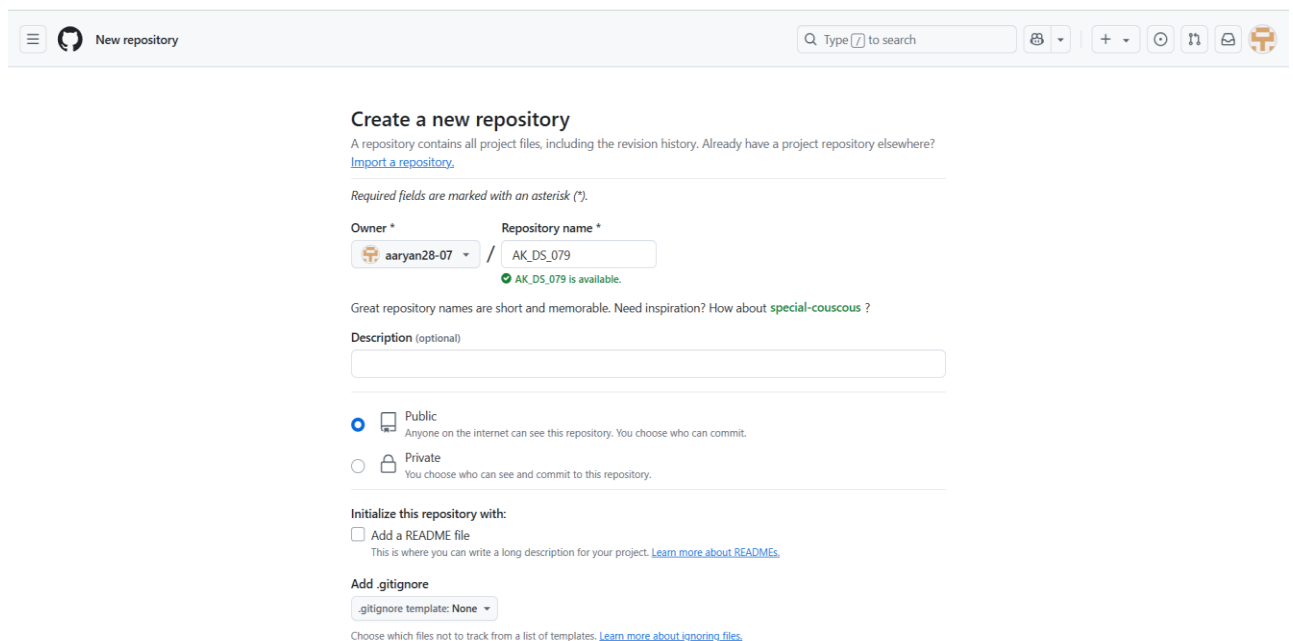 New repository
Type / to search
Create a new repository
A repository contains all project files, including the revision history. Already have a project repository elsewhere?
Import a repository.
Required fields are marked with an asterisk (*).
Owner * Repository name *
aaryan28-07 / AK_DS_079
AK_DS_079 is available.
Great repository names are short and memorable. Need inspiration? How about special-couscous ?
Description (optional)
Public
Anyone on the internet can see this repository. You choose who can commit.
Private
You choose who can see and commit to this repository.
Initialize this repository with:
Add a README file
This is where you can write a long description for your project. Learn more about READMEs.
Add .gitignore
.gitignore template: None
Choose which files not to track from a list of templates. Learn more about ignoring files.